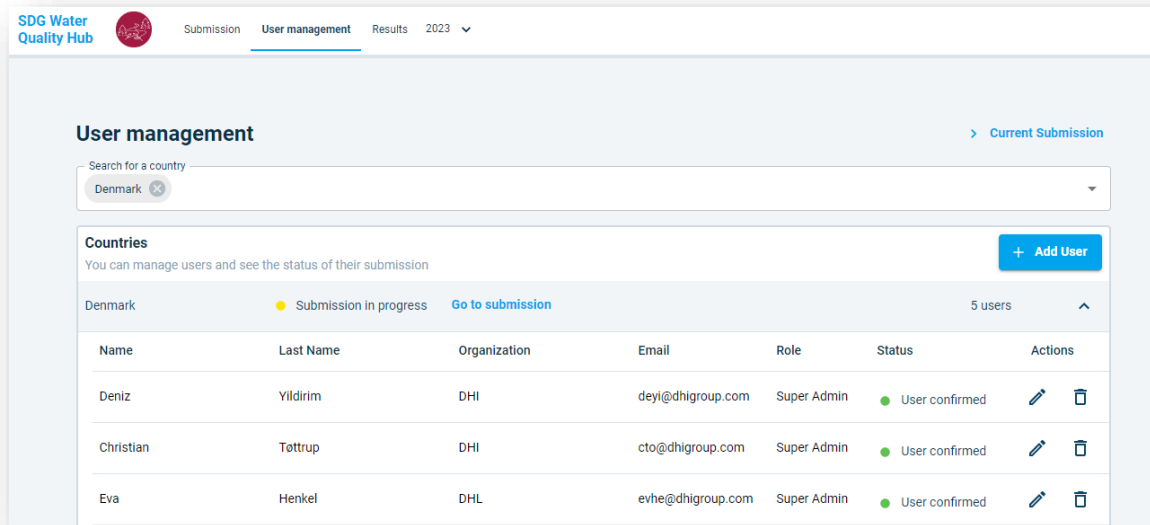 SDG Water
Quality Hub
Submission User management Results 2023
User management
Current Submission
Search for a country
Denmark
Countries
You can manage users and see the status of their submission
+ Add User
Denmark Submission in progress Go to submission 5 users
Name Last Name Organization Email Role Status Actions
Deniz Yildirim DHI deyi@dhigroup.com Super Admin User confirmed
Christian Tøttrup DHI cto@dhigroup.com Super Admin User confirmed
Eva Henkel DHL evhe@dhigroup.com Super Admin User confirmed